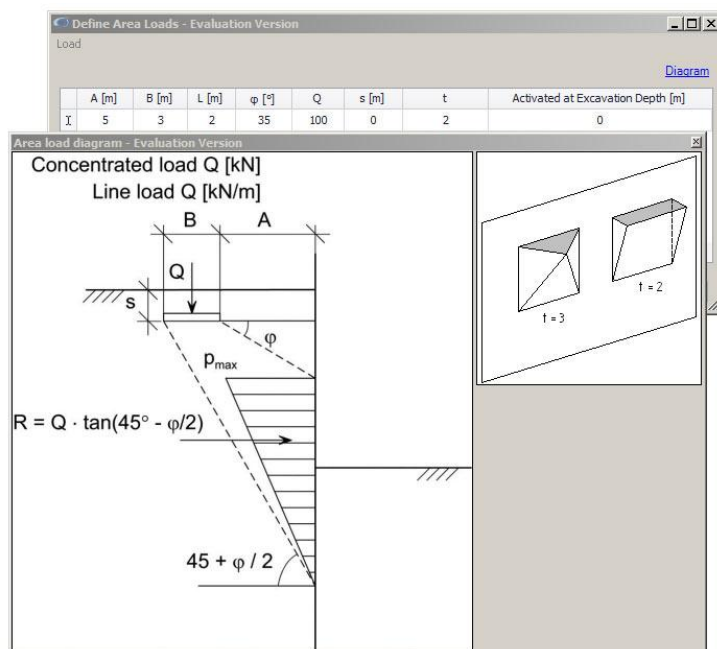 Define Area Loads - Evaluation Version
Load
Diagram
A [m] B [m] L [m] φ [°] Q s [m] t Activated at Excavation Depth [m]
5 3 2 35 100 0 2 0
Area load diagram - Evaluation Version
Concentrated load Q [kN]
Line load Q [kN/m]
B A
Q
s
φ
pmax
R = Q · tan(45° - φ/2)
45 + φ / 2
t = 3
t = 2